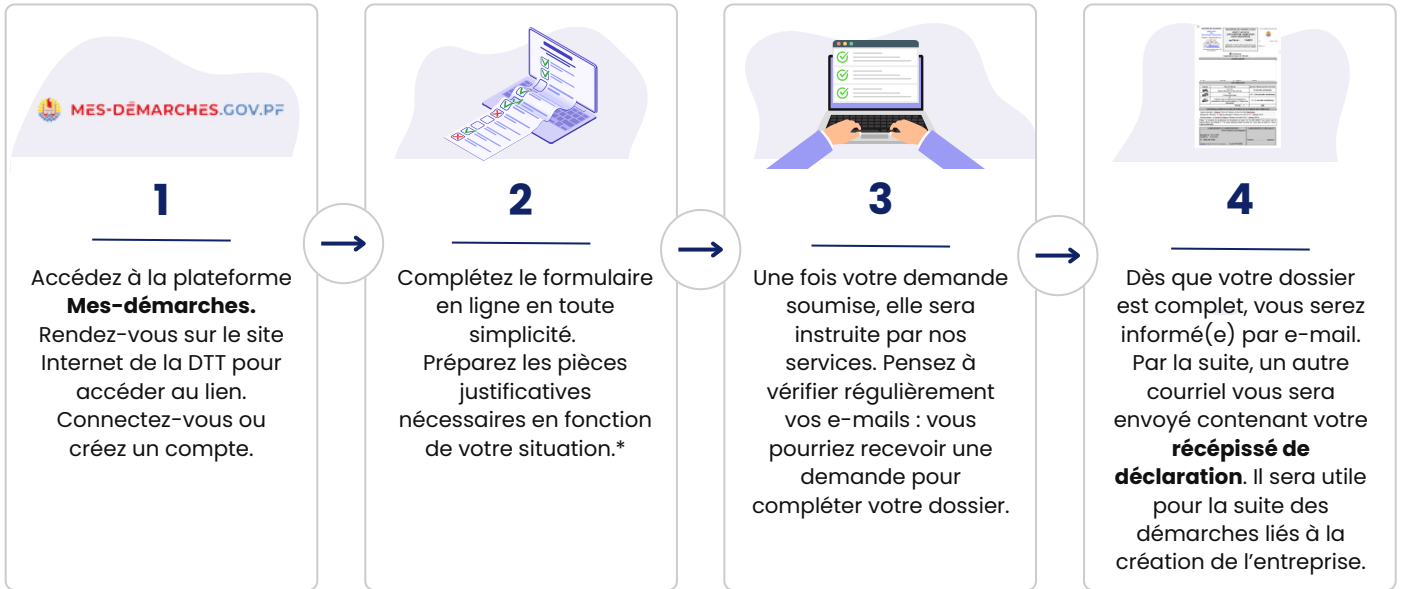 MES-DÉMARCHES.GOV.PF
1
Accédez à la plateforme
Mes-démarches.
Rendez-vous sur le site
Internet de la DTT pour
accéder au lien.
Connectez-vous ou
créez un compte.
2
Complétez le formulaire
en ligne en toute
simplicité.
Préparez les pièces
justificatives
nécessaires en fonction
de votre situation.*
3
Une fois votre demande
soumise, elle sera
instruite par nos
services. Pensez à
vérifier régulièrement
vos e-mails : vous
pourriez recevoir une
demande pour
compléter votre dossier.
4
Dès que votre dossier
est complet, vous serez
informé(e) par e-mail.
Par la suite, un autre
courriel vous sera
envoyé contenant votre
récépissé de
déclaration. Il sera utile
pour la suite des
démarches liés à la
création de l’entreprise.